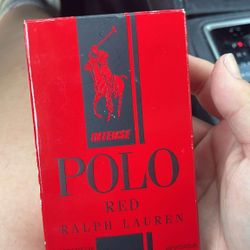 INTENSE
POLO
RED
RALPH LAUREN